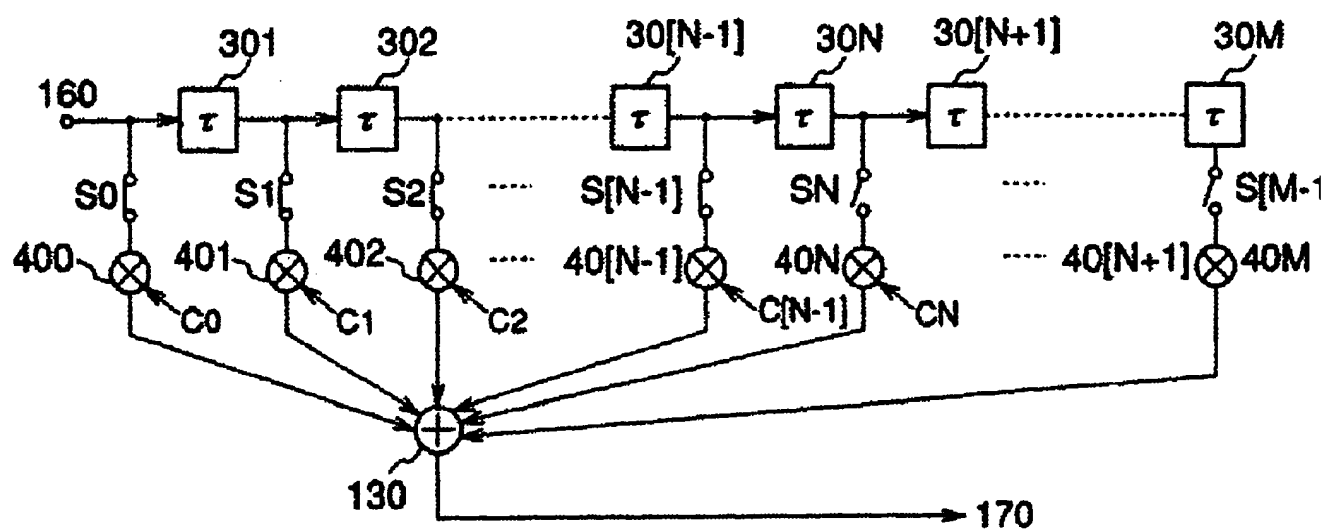 301 302 30[N-1] 30N 30[N+1] 30M
160 τ τ τ τ τ τ
S0 S1 S2 S[N-1] SN S[M-1
400 401 402 40[N-1] 40N 40[N+1] 40M
C0 C1 C2 C[N-1] CN
130 170